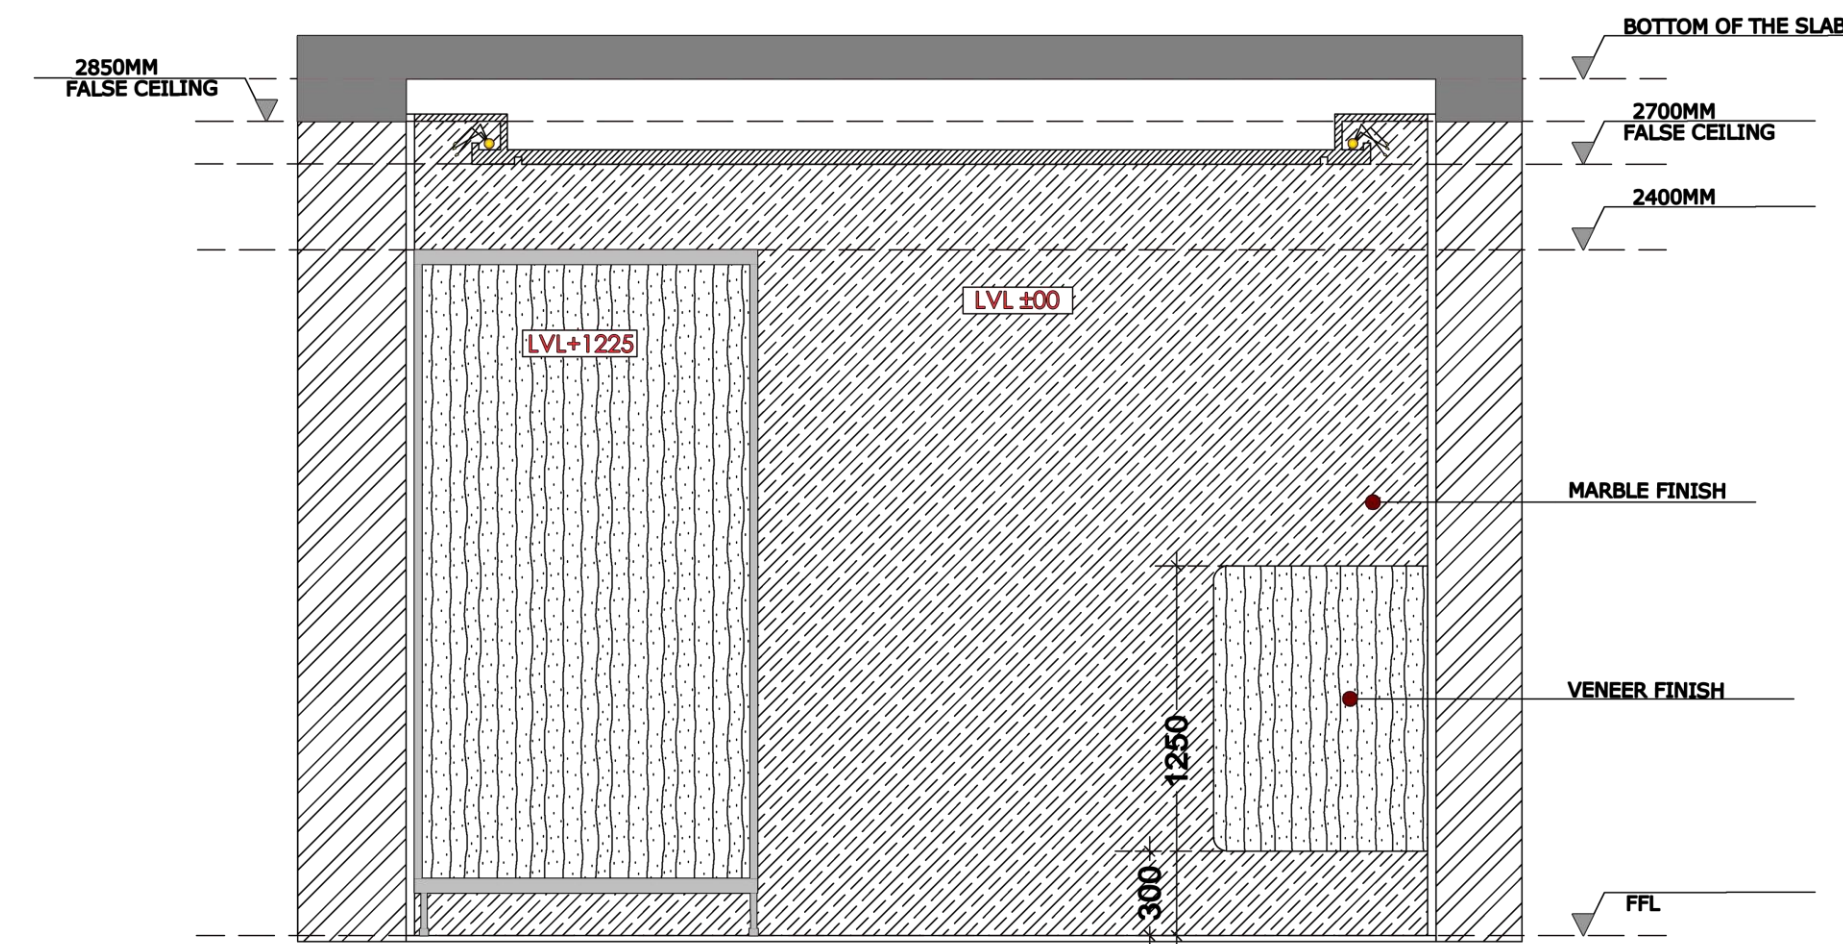 BOTTOM OF THE SLAB
2850MM
FALSE CEILING
2700MM
FALSE CEILING
2400MM
LVL ±00
LVL+1225
MARBLE FINISH
VENEER FINISH
1250
300
FFL